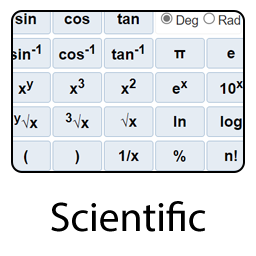 sin cos tan Deg Rad
sin⁻¹ cos⁻¹ tan⁻¹ π e
xʸ x³ x² eˣ 10ˣ
ʸ√x ³√x √x ln log
( ) 1/x % n!
Scientific